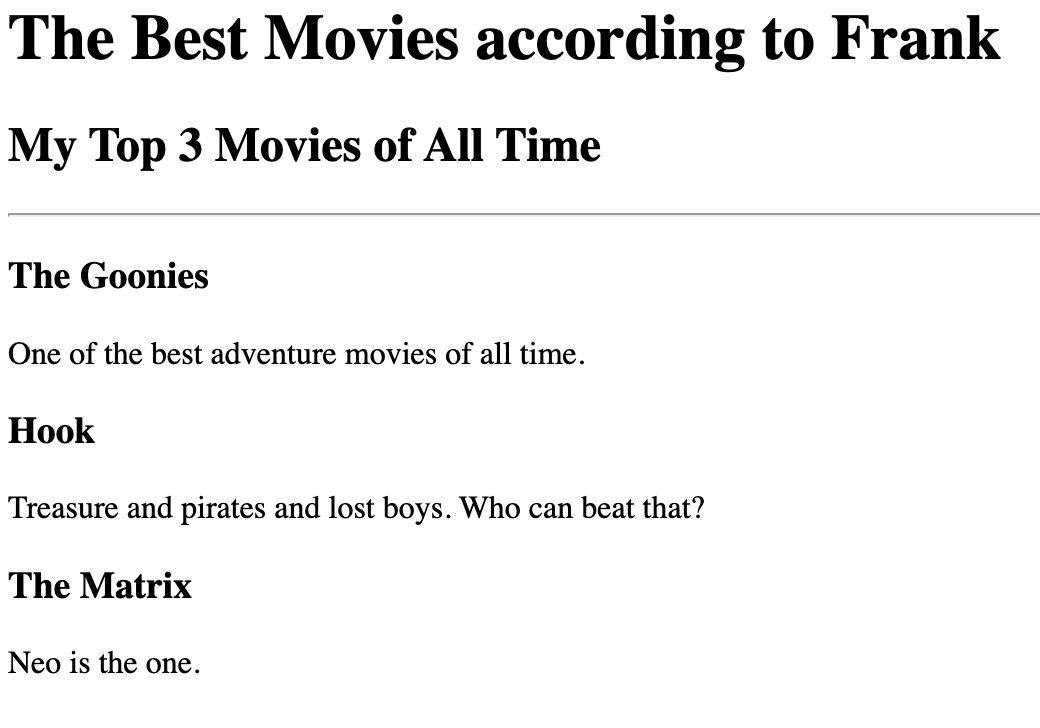 The Best Movies according to Frank
My Top 3 Movies of All Time
The Goonies
One of the best adventure movies of all time.
Hook
Treasure and pirates and lost boys. Who can beat that?
The Matrix
Neo is the one.